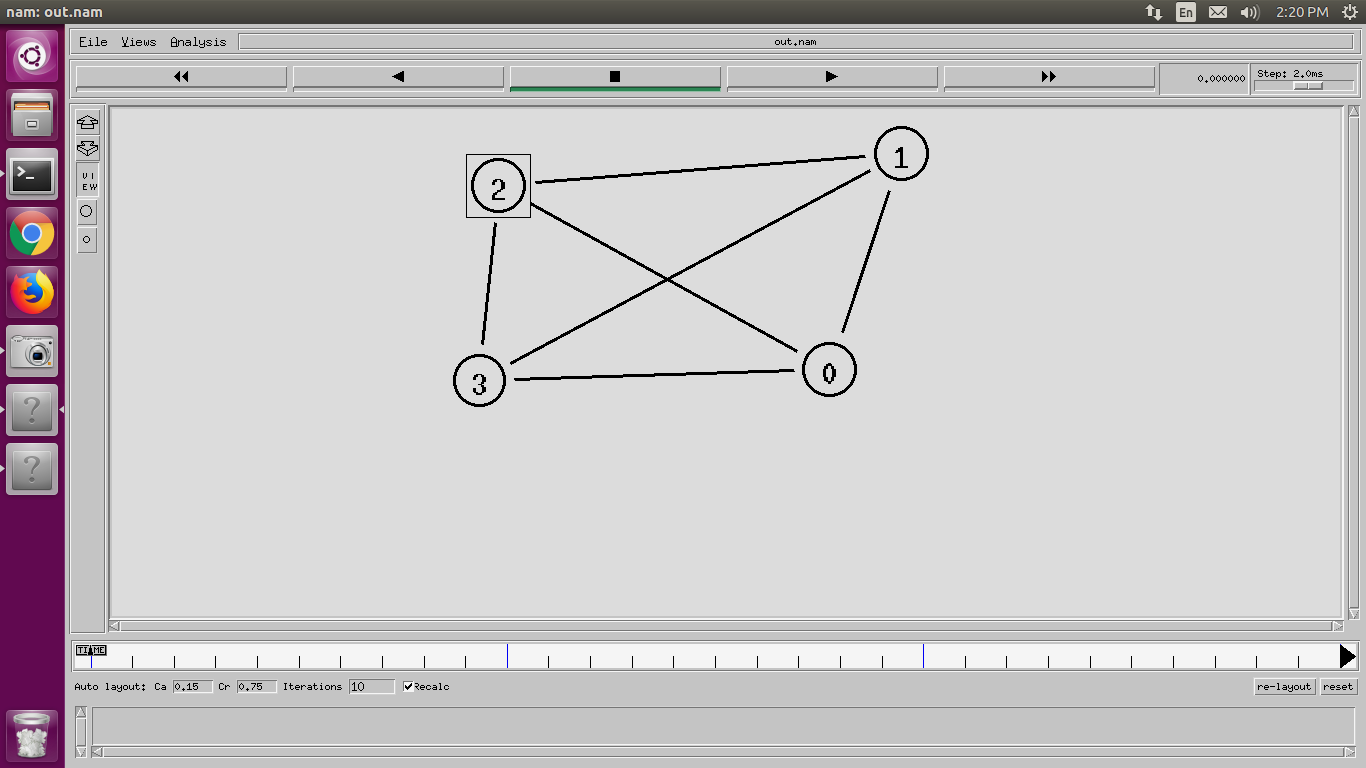 nam: out.nam
En
2:20 PM
File Views Analysis
out.nam
0.000000
Step: 2.0ms
VIEW
1
2
3
0
TIME
Auto layout: Ca 0.15 Cr 0.75 Iterations 10 Recalc
re-layout reset